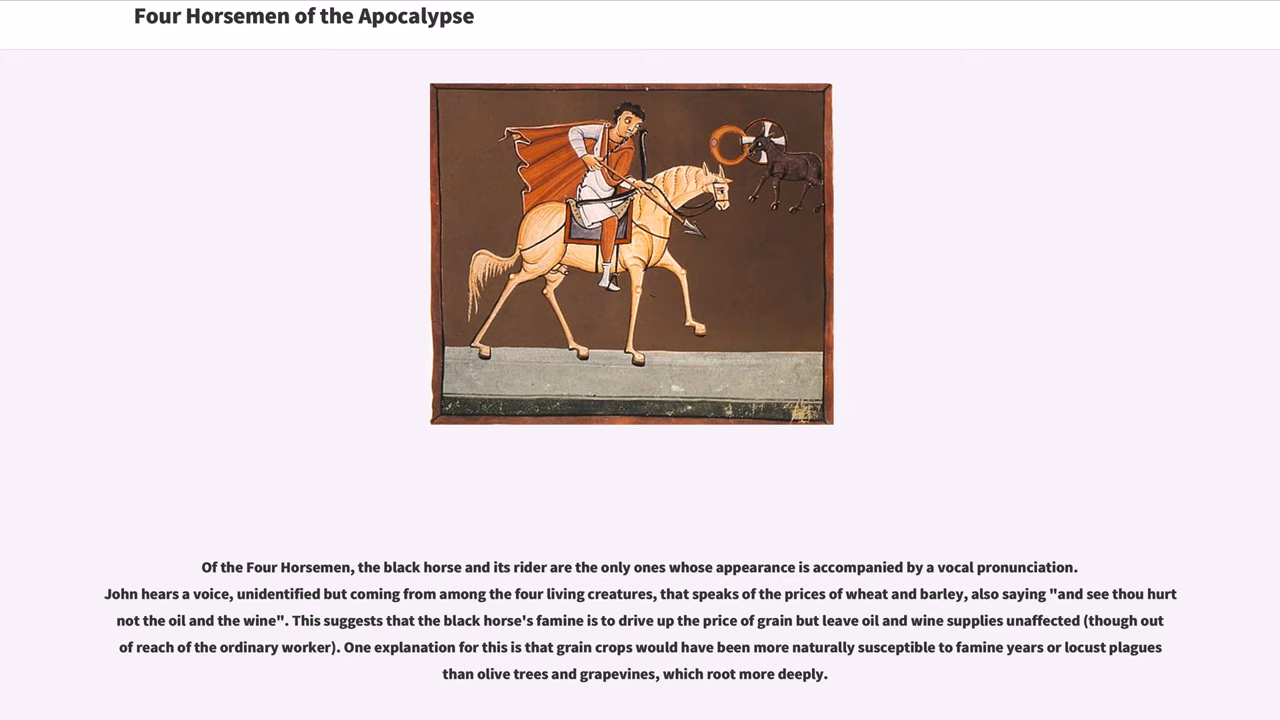 Four Horsemen of the Apocalypse
Of the Four Horsemen, the black horse and its rider are the only ones whose appearance is accompanied by a vocal pronunciation.
John hears a voice, unidentified but coming from among the four living creatures, that speaks of the prices of wheat and barley, also saying "and see thou hurt
not the oil and the wine". This suggests that the black horse's famine is to drive up the price of grain but leave oil and wine supplies unaffected (though out
of reach of the ordinary worker). One explanation for this is that grain crops would have been more naturally susceptible to famine years or locust plagues
than olive trees and grapevines, which root more deeply.